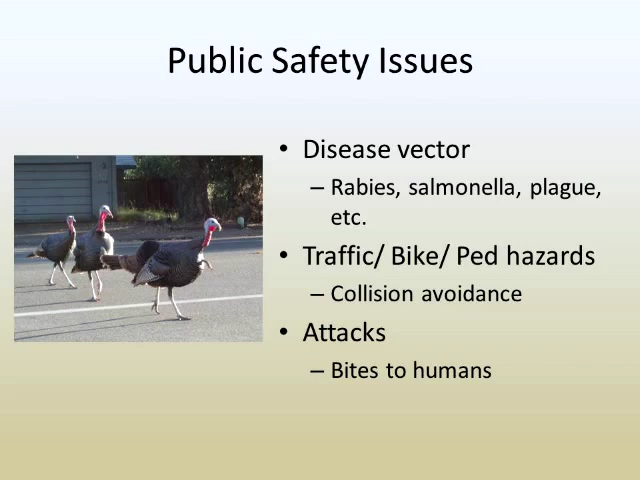 Public Safety Issues
• Disease vector
– Rabies, salmonella, plague,
etc.
• Traffic/ Bike/ Ped hazards
– Collision avoidance
• Attacks
– Bites to humans